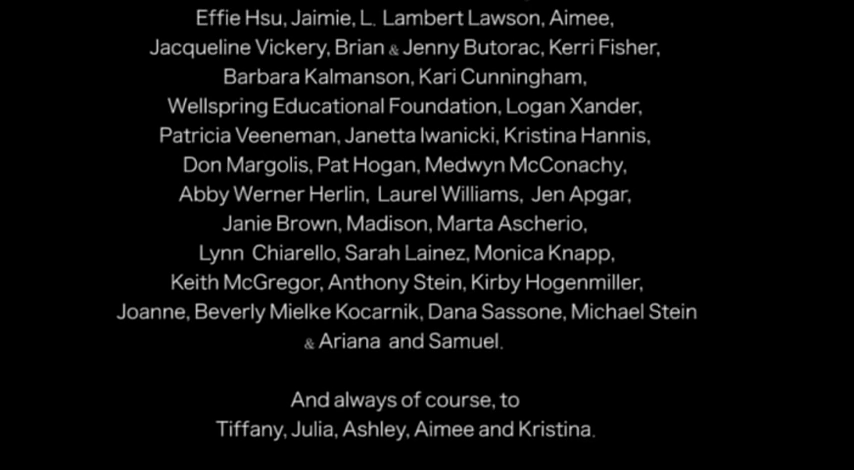 Effie Hsu, Jaimie, L. Lambert Lawson, Aimee,
Jacqueline Vickery, Brian & Jenny Butorac, Kerri Fisher,
Barbara Kalmanson, Kari Cunningham,
Wellspring Educational Foundation, Logan Xander,
Patricia Veeneman, Janetta Iwanicki, Kristina Hannis,
Don Margolis, Pat Hogan, Medwyn McConachy,
Abby Werner Herlin, Laurel Williams, Jen Apgar,
Janie Brown, Madison, Marta Ascherio,
Lynn Chiarello, Sarah Lainez, Monica Knapp,
Keith McGregor, Anthony Stein, Kirby Hogenmiller,
Joanne, Beverly Mielke Kocarnik, Dana Sassone, Michael Stein
& Ariana and Samuel.
And always of course, to
Tiffany, Julia, Ashley, Aimee and Kristina.